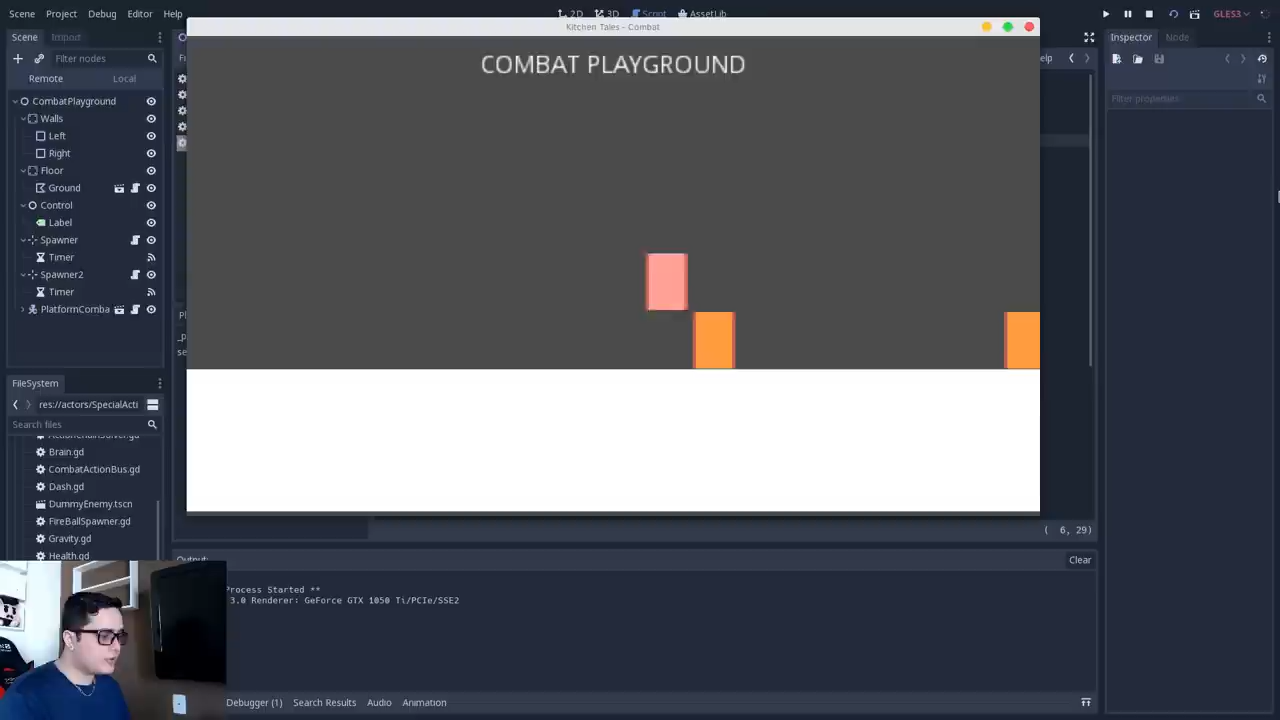 Scene Project Debug Editor Help
2D 3D Script AssetLib
GLES3
Kitchen Tales - Combat
Scene Import
Filter nodes
Remote Local
CombatPlayground
Walls
Left
Right
Floor
Ground
Control
Label
Spawner
Timer
Spawner2
Timer
PlatformComba
COMBAT PLAYGROUND
Inspector Node
Filter properties
FileSystem
res://actors/SpecialActi
Search files
ActionChainSolver.gd
Brain.gd
CombatActionBus.gd
Dash.gd
DummyEnemy.tscn
FireBallSpawner.gd
Gravity.gd
Health.gd
( 6, 29)
Output:
Clear
Process Started **
3.0 Renderer: GeForce GTX 1050 Ti/PCIe/SSE2
Debugger (1) Search Results Audio Animation